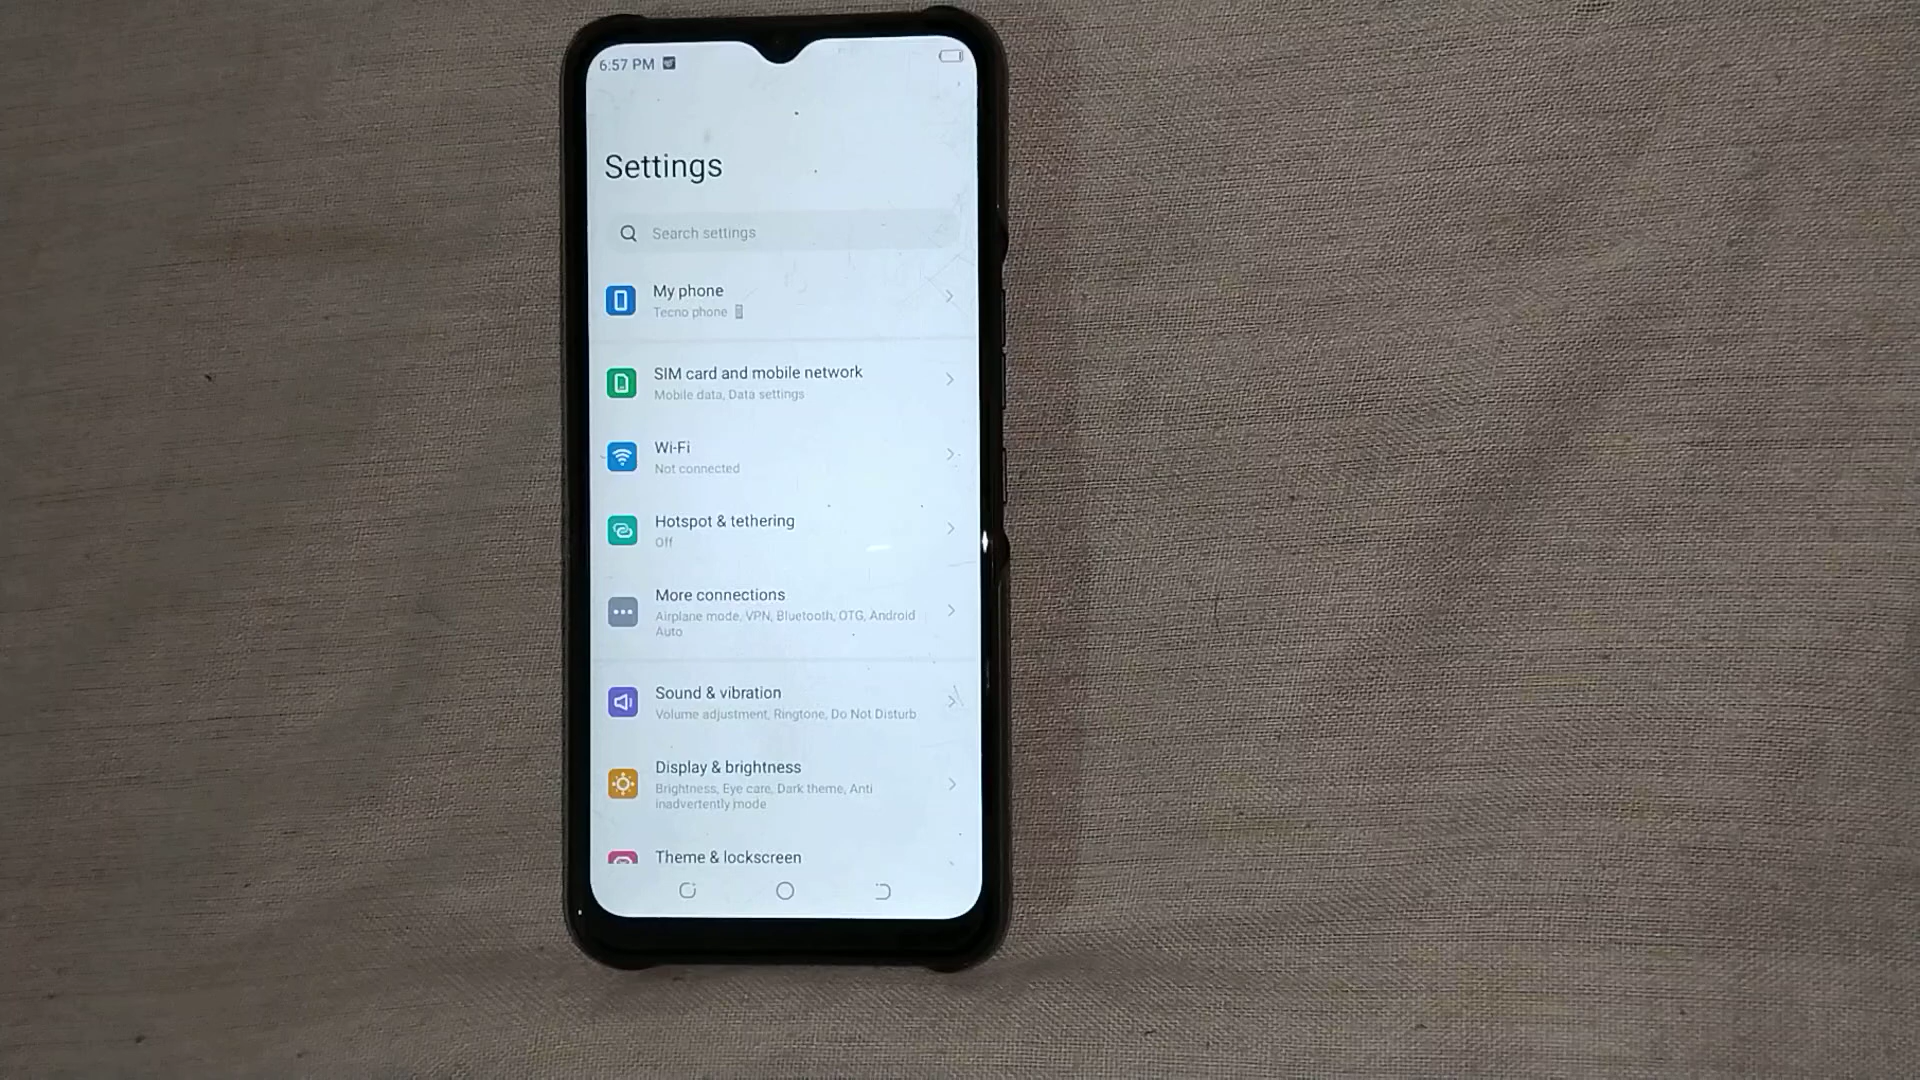 6:57 PM
Settings
Search settings
My phone
Tecno phone
SIM card and mobile network
Mobile data, Data settings
Wi-Fi
Not connected
Hotspot & tethering
Off
More connections
Airplane mode, VPN, Bluetooth, OTG, Android
Auto
Sound & vibration
Volume adjustment, Ringtone, Do Not Disturb
Display & brightness
Brightness, Eye care, Dark theme, Anti
inadvertently mode
Theme & lockscreen